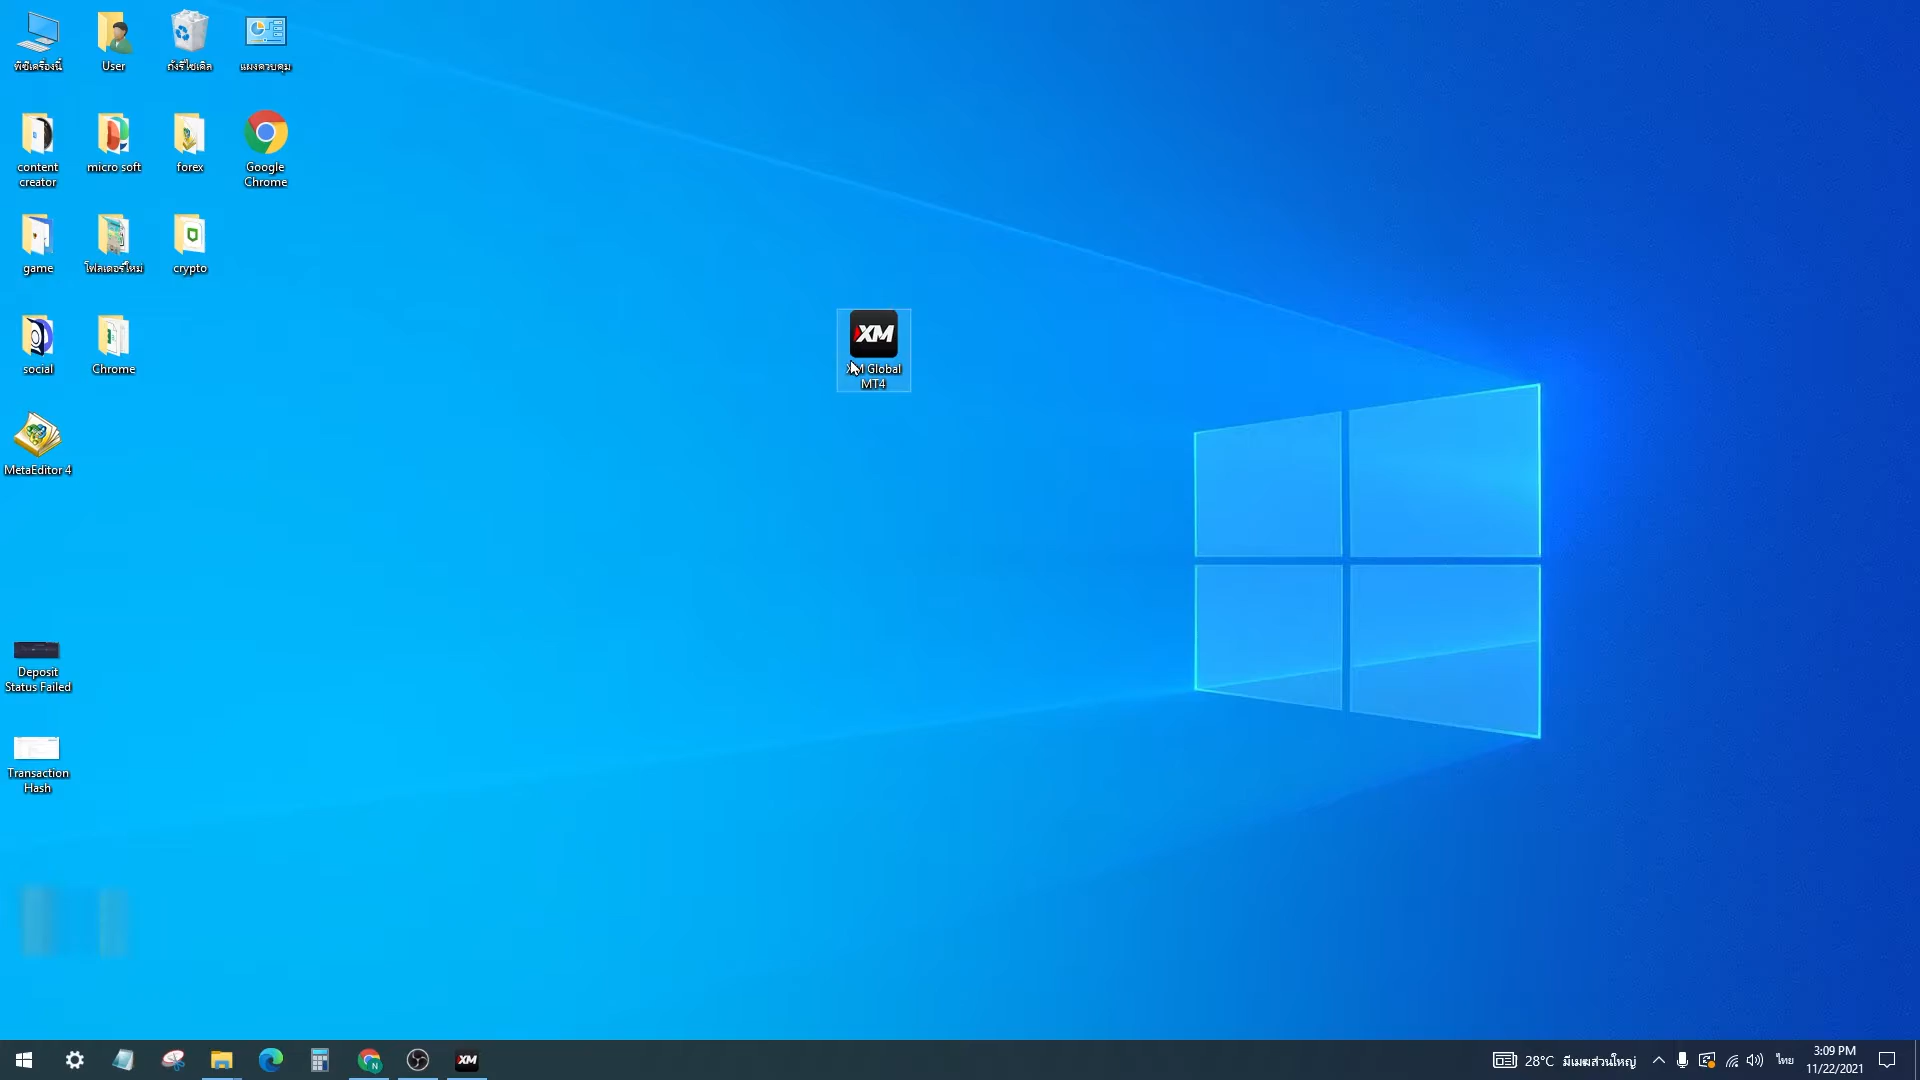 พีซีเครื่องนี้
User
ถังรีไซเคิล
แผงควบคุม
content
creator
micro soft
forex
Google
Chrome
game
โฟลเดอร์ใหม่
crypto
XM
XM Global
MT4
social
Chrome
MetaEditor 4
Deposit
Status Failed
Transaction
Hash
N
XM
28°C มีเมฆส่วนใหญ่
ไทย
3:09 PM
11/22/2021